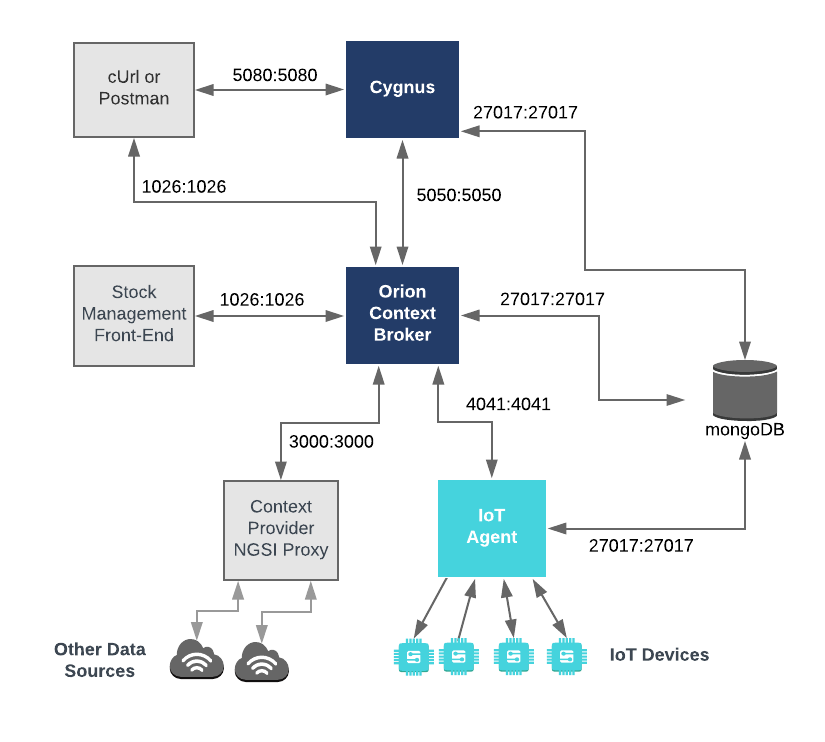 cUrl or
Postman
5080:5080
Cygnus
27017:27017
1026:1026
5050:5050
Stock
Management
Front-End
1026:1026
Orion
Context
Broker
27017:27017
4041:4041
mongoDB
3000:3000
Context
Provider
NGSI Proxy
IoT
Agent
27017:27017
Other Data
Sources
IoT Devices